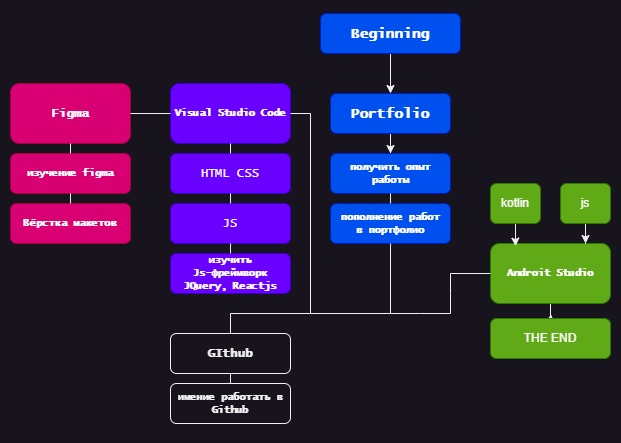 Beginning
Figma
Visual Studio Code
Portfolio
изучение figma
HTML CSS
получить опыт
работы
kotlin
js
Вёрстка макетов
JS
пополнение работ
в портфолио
изучить
Js-фреймворк
JQuery, Reactjs
Androit Studio
THE END
GIthub
имение работать в
Github